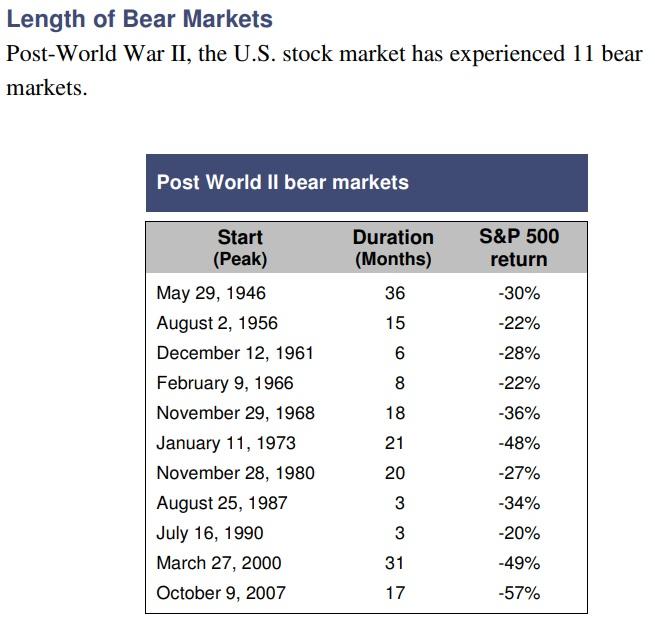 Length of Bear Markets
Post-World War II, the U.S. stock market has experienced 11 bear
markets.
Post World II bear markets
Start Duration S&P 500
(Peak) (Months) return
May 29, 1946 36 -30%
August 2, 1956 15 -22%
December 12, 1961 6 -28%
February 9, 1966 8 -22%
November 29, 1968 18 -36%
January 11, 1973 21 -48%
November 28, 1980 20 -27%
August 25, 1987 3 -34%
July 16, 1990 3 -20%
March 27, 2000 31 -49%
October 9, 2007 17 -57%